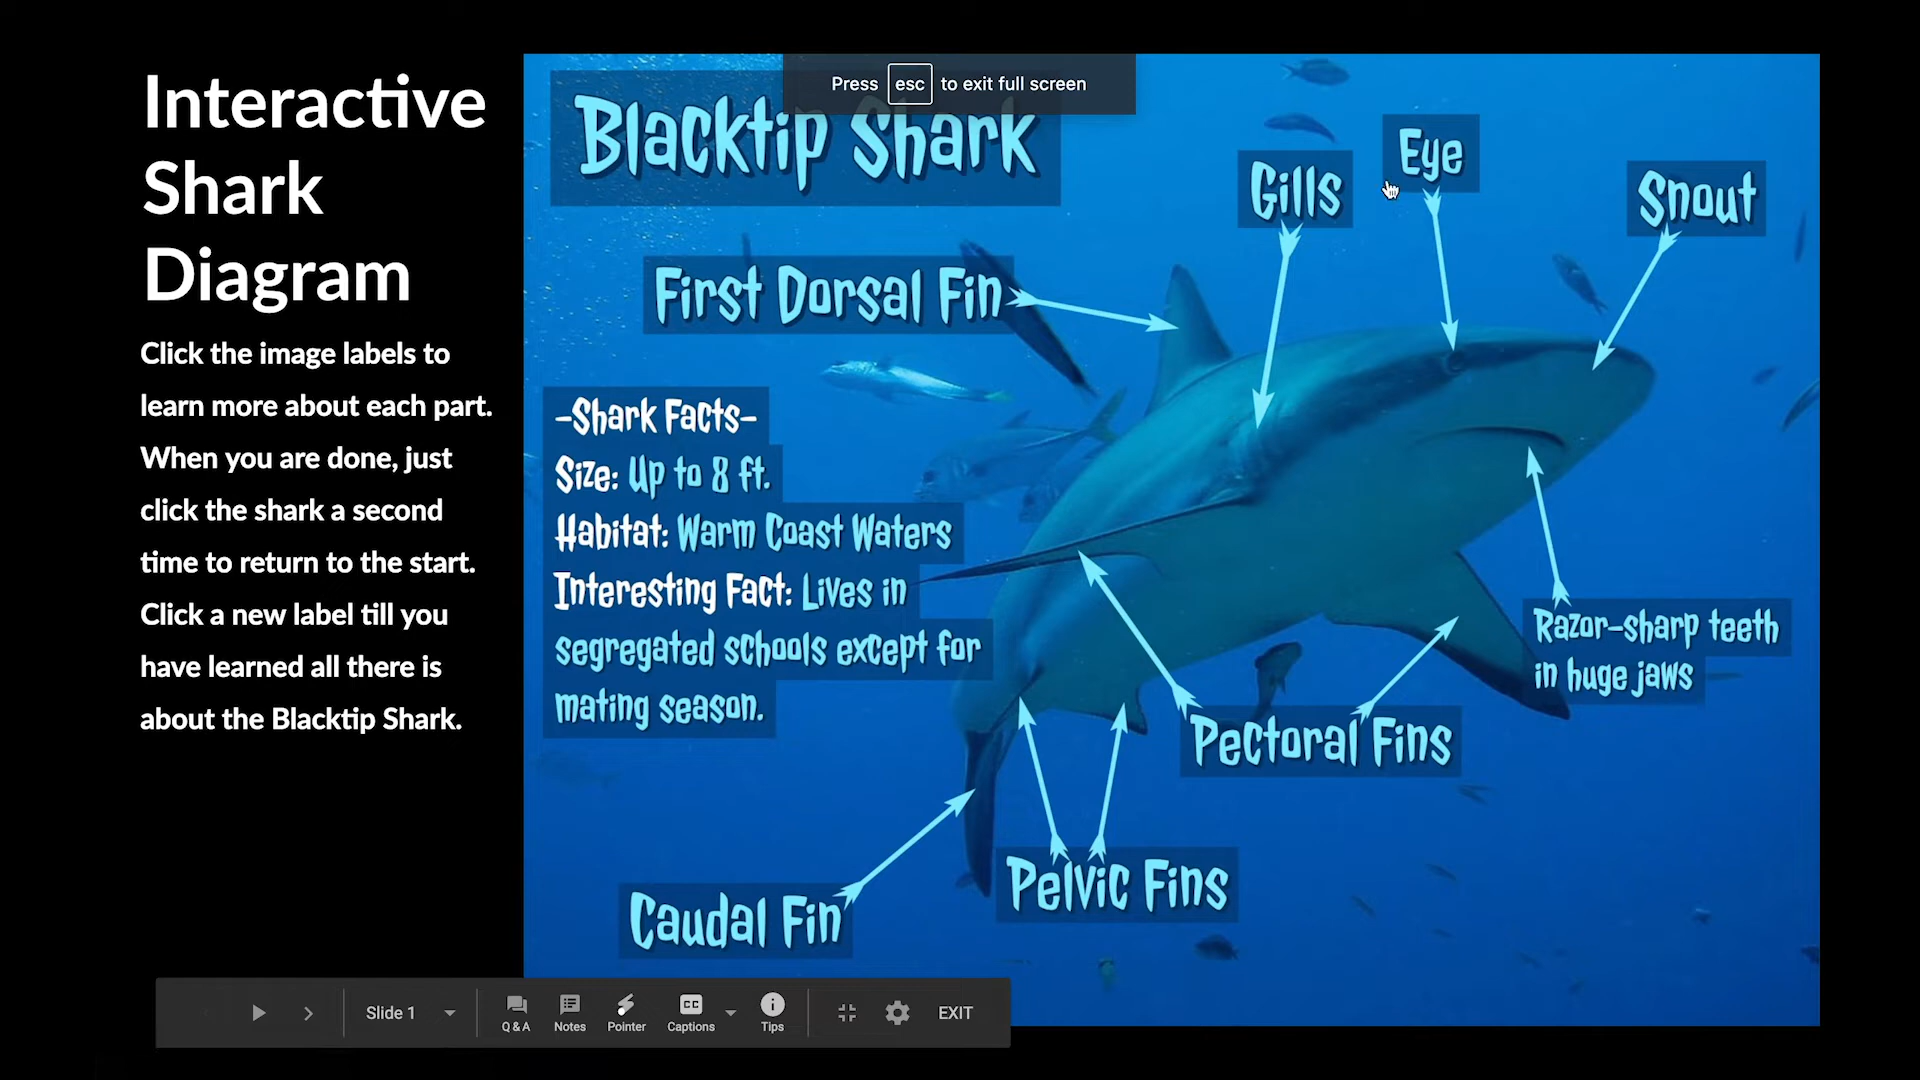 Interactive
Shark
Diagram
Click the image labels to
learn more about each part.
When you are done, just
click the shark a second
time to return to the start.
Click a new label till you
have learned all there is
about the Blacktip Shark.
Press esc to exit full screen
Blacktip Shark
Eye
Gills
Snout
First Dorsal Fin
-Shark Facts-
Size: Up to 8 ft.
Habitat: Warm Coast Waters
Interesting Fact: Lives in
segregated schools except for
mating season.
Razor-sharp teeth
in huge jaws
Pectoral Fins
Pelvic Fins
Caudal Fin
Slide 1
Q & A
Notes
Pointer
CC
Captions
Tips
EXIT